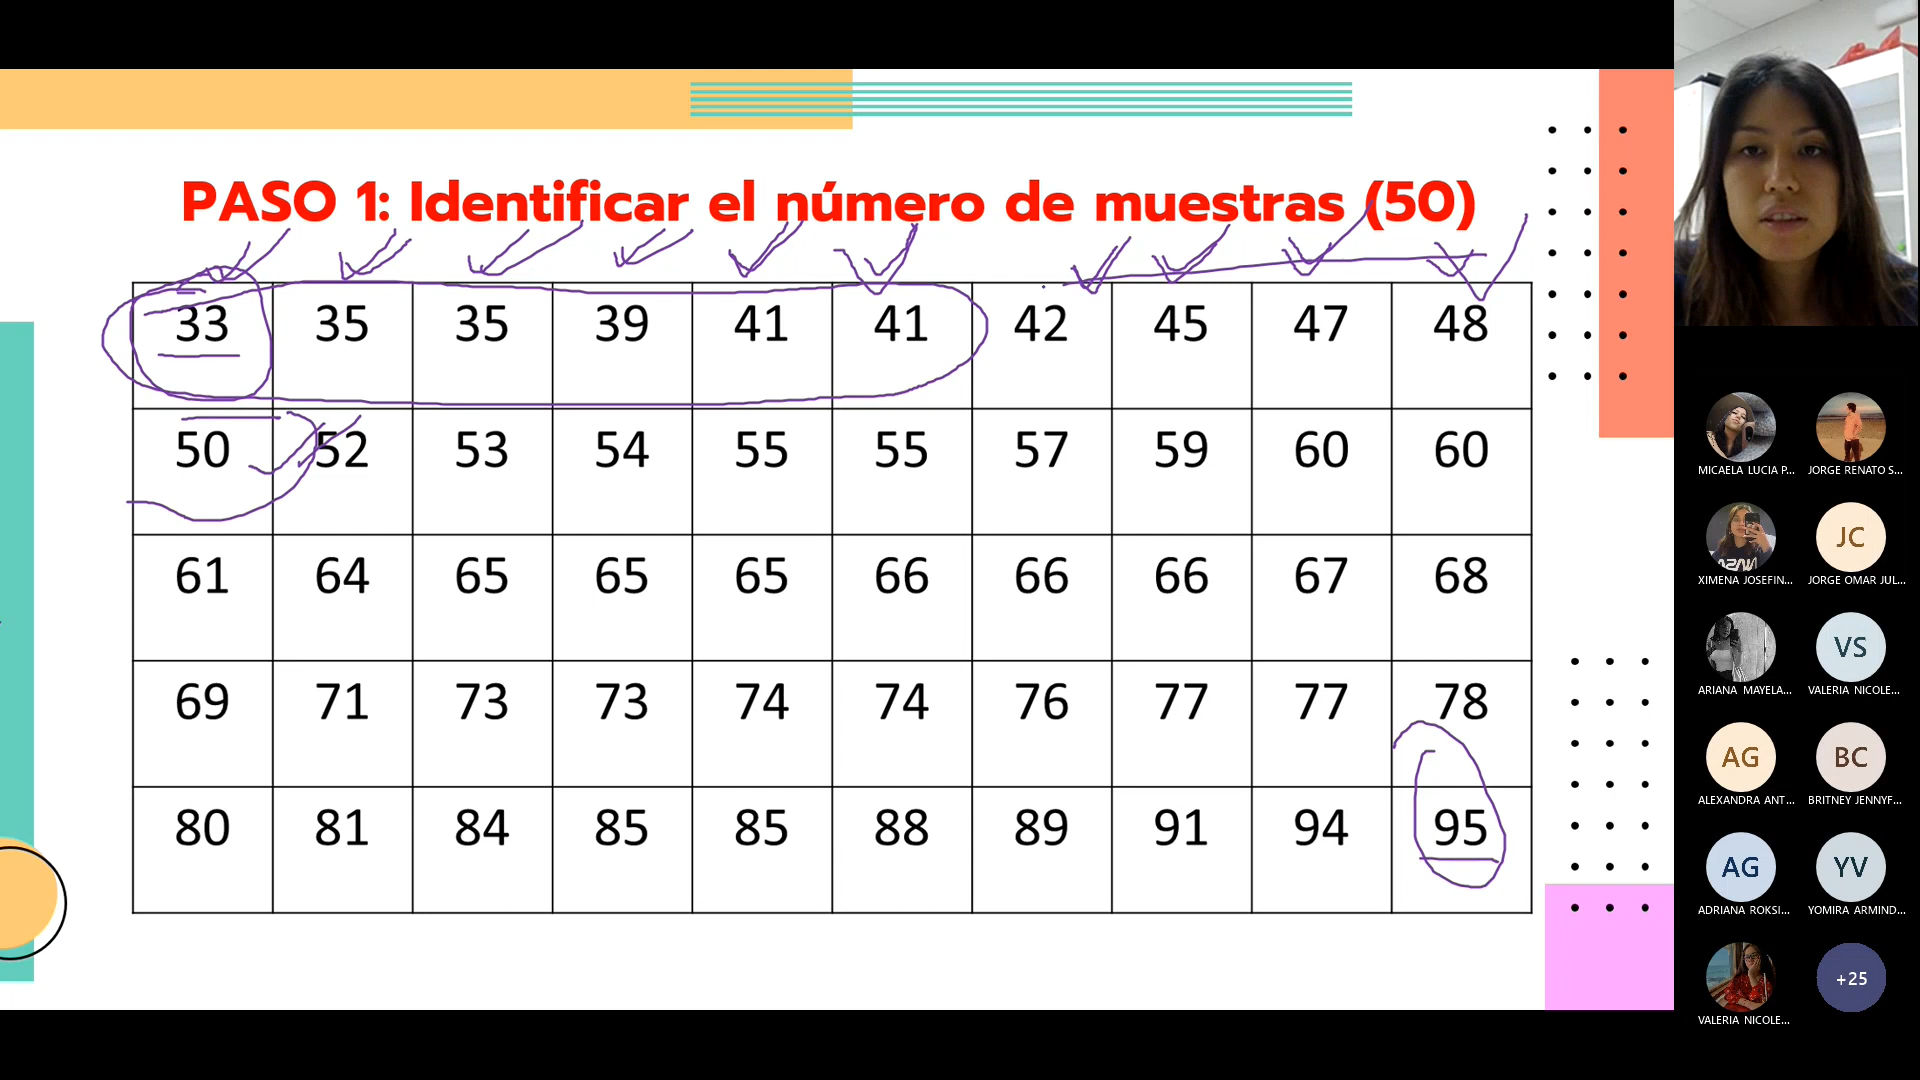 PASO 1: Identificar el número de muestras (50)
33 35 35 39 41 41 42 45 47 48
50 52 53 54 55 55 57 59 60 60
61 64 65 65 65 66 66 66 67 68
69 71 73 73 74 74 76 77 77 78
80 81 84 85 85 88 89 91 94 95
MICAELA LUCIA P... JORGE RENATO S...
JC
XIMENA JOSEFIN... JORGE OMAR JUL...
VS
ARIANA MAYELA... VALERIA NICOLE...
AG BC
ALEXANDRA ANT... BRITNEY JENNYF...
AG YV
ADRIANA ROKSI... YOMIRA ARMIND...
+25
VALERIA NICOLE...